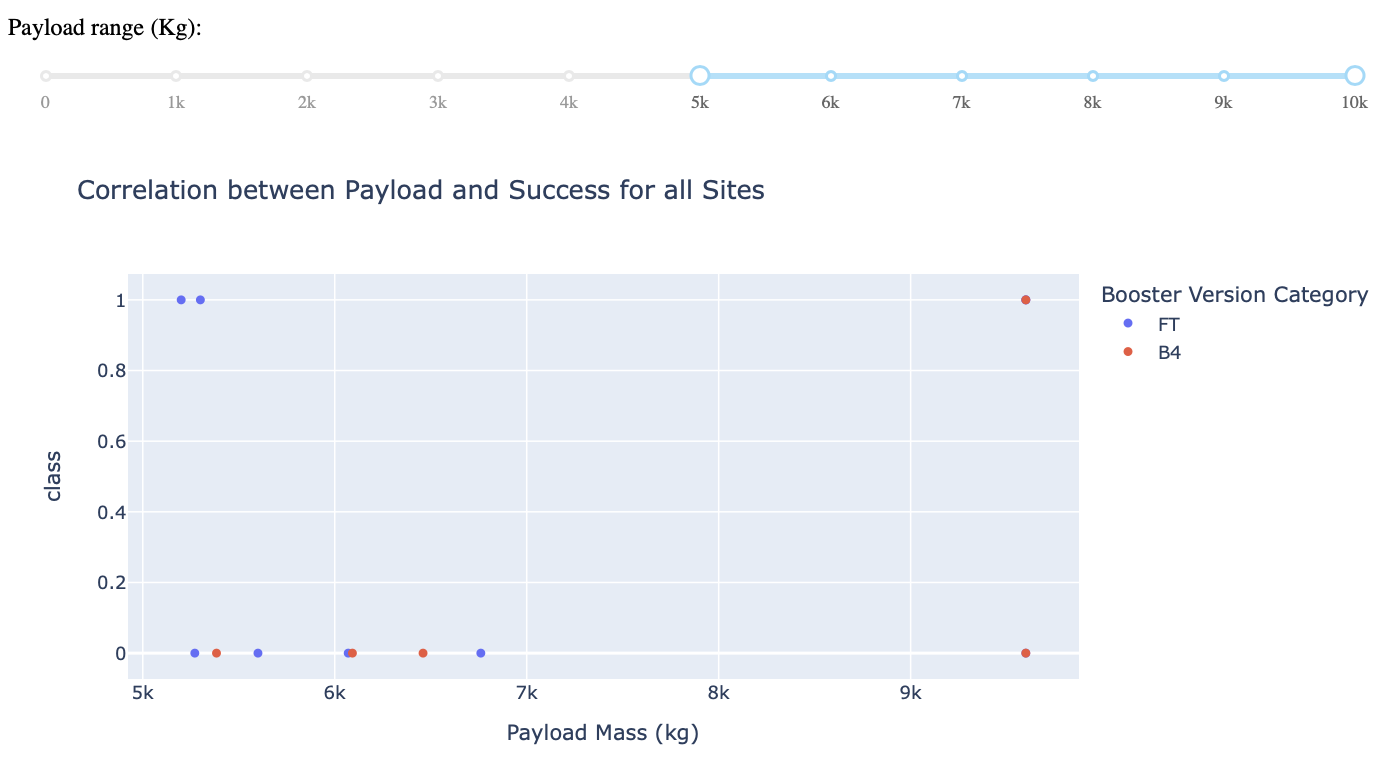 Payload range (Kg):
0 1k 2k 3k 4k 5k 6k 7k 8k 9k 10k
Correlation between Payload and Success for all Sites
Booster Version Category
FT
B4
1
0.8
0.6
0.4
0.2
0
class
5k 6k 7k 8k 9k
Payload Mass (kg)